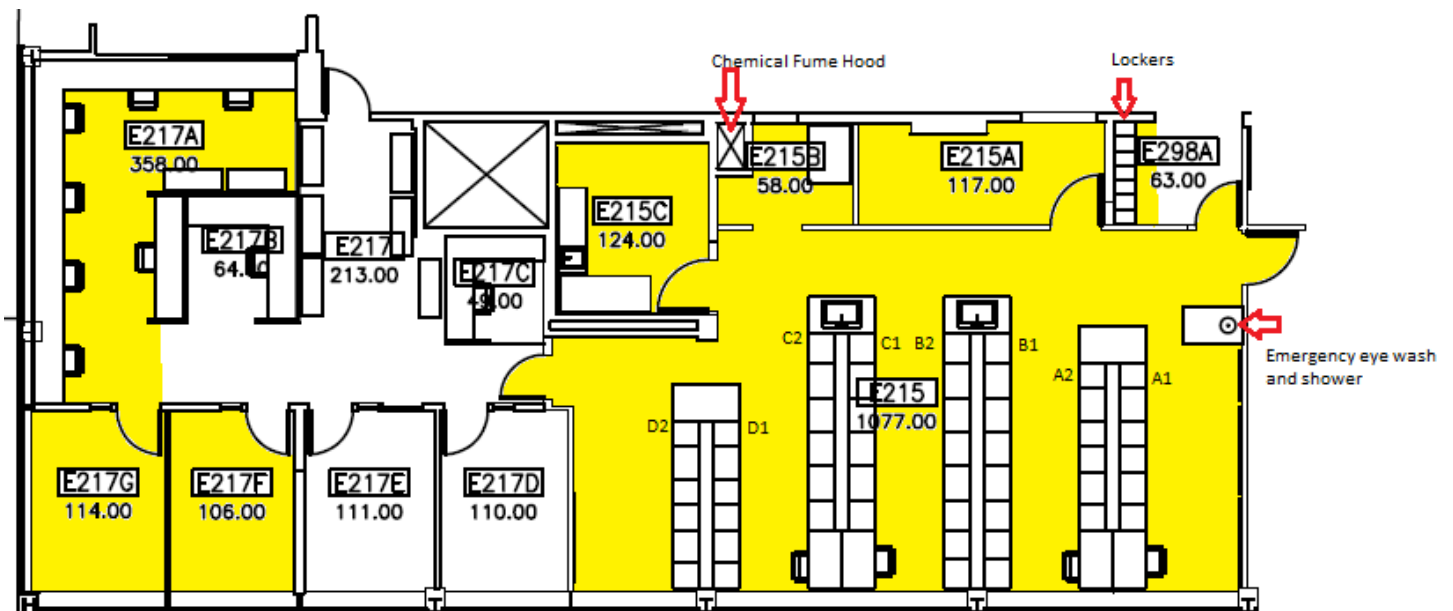 Chemical Fume Hood
Lockers
E217A
358.00
E215B
58.00
E215A
117.00
E298A
63.00
E215C
124.00
E217B
E217
213.00
E217C
49.00
C2
C1
B2
B1
A2
A1
Emergency eye wash
and shower
E215
1077.00
D2
D1
E217G
114.00
E217F
106.00
E217E
111.00
E217D
110.00
H
T
T
T
T